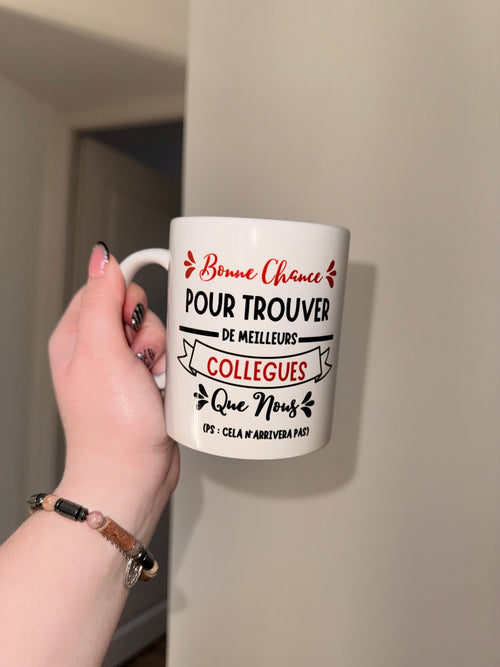 Bonne Chance
POUR TROUVER
DE MEILLEURS
COLLEGUES
Que Nous
(PS : CELA N'ARRIVERA PAS)